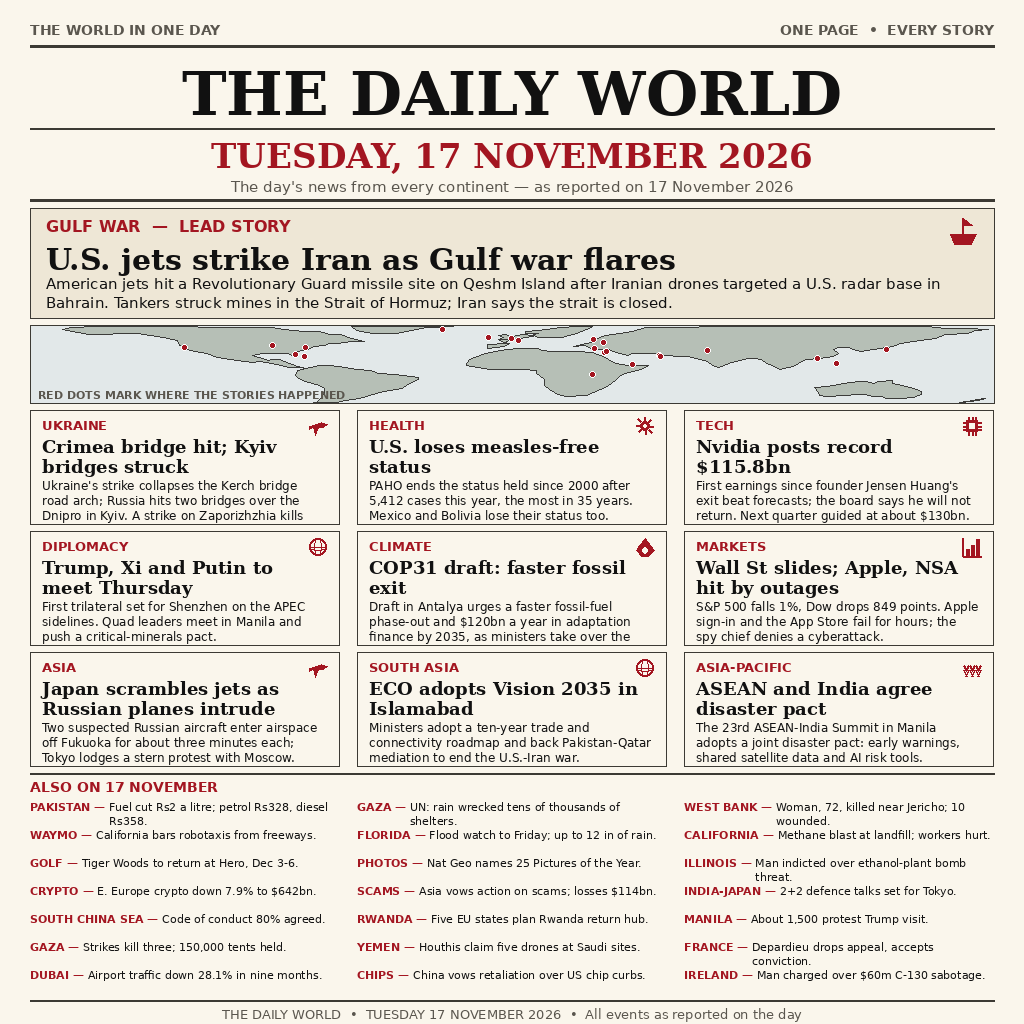 THE WORLD IN ONE DAY
ONE PAGE • EVERY STORY
THE DAILY WORLD
TUESDAY, 17 NOVEMBER 2026
The day's news from every continent — as reported on 17 November 2026
GULF WAR — LEAD STORY
U.S. jets strike Iran as Gulf war flares
American jets hit a Revolutionary Guard missile site on Qeshm Island after Iranian drones targeted a U.S. radar base in
Bahrain. Tankers struck mines in the Strait of Hormuz; Iran says the strait is closed.
RED DOTS MARK WHERE THE STORIES HAPPENED
UKRAINE
Crimea bridge hit; Kyiv
bridges struck
Ukraine's strike collapses the Kerch bridge
road arch; Russia hits two bridges over the
Dnipro in Kyiv. A strike on Zaporizhzhia kills
HEALTH
U.S. loses measles-free
status
PAHO ends the status held since 2000 after
5,412 cases this year, the most in 35 years.
Mexico and Bolivia lose their status too.
TECH
Nvidia posts record
$115.8bn
First earnings since founder Jensen Huang's
exit beat forecasts; the board says he will not
return. Next quarter guided at about $130bn.
DIPLOMACY
Trump, Xi and Putin to
meet Thursday
First trilateral set for Shenzhen on the APEC
sidelines. Quad leaders meet in Manila and
push a critical-minerals pact.
CLIMATE
COP31 draft: faster fossil
exit
Draft in Antalya urges a faster fossil-fuel
phase-out and $120bn a year in adaptation
finance by 2035, as ministers take over the
MARKETS
Wall St slides; Apple, NSA
hit by outages
S&P 500 falls 1%, Dow drops 849 points. Apple
sign-in and the App Store fail for hours; the
spy chief denies a cyberattack.
ASIA
Japan scrambles jets as
Russian planes intrude
Two suspected Russian aircraft enter airspace
off Fukuoka for about three minutes each;
Tokyo lodges a stern protest with Moscow.
SOUTH ASIA
ECO adopts Vision 2035 in
Islamabad
Ministers adopt a ten-year trade and
connectivity roadmap and back Pakistan-Qatar
mediation to end the U.S.-Iran war.
ASIA-PACIFIC
ASEAN and India agree
disaster pact
The 23rd ASEAN-India Summit in Manila
adopts a joint disaster pact: early warnings,
shared satellite data and AI risk tools.
ALSO ON 17 NOVEMBER
PAKISTAN — Fuel cut Rs2 a litre; petrol Rs328, diesel
Rs358.
WAYMO — California bars robotaxis from freeways.
GOLF — Tiger Woods to return at Hero, Dec 3-6.
CRYPTO — E. Europe crypto down 7.9% to $642bn.
SOUTH CHINA SEA — Code of conduct 80% agreed.
GAZA — Strikes kill three; 150,000 tents held.
DUBAI — Airport traffic down 28.1% in nine months.
GAZA — UN: rain wrecked tens of thousands of
shelters.
FLORIDA — Flood watch to Friday; up to 12 in of rain.
PHOTOS — Nat Geo names 25 Pictures of the Year.
SCAMS — Asia vows action on scams; losses $114bn.
RWANDA — Five EU states plan Rwanda return hub.
YEMEN — Houthis claim five drones at Saudi sites.
CHIPS — China vows retaliation over US chip curbs.
WEST BANK — Woman, 72, killed near Jericho; 10
wounded.
CALIFORNIA — Methane blast at landfill; workers hurt.
ILLINOIS — Man indicted over ethanol-plant bomb
threat.
INDIA-JAPAN — 2+2 defence talks set for Tokyo.
MANILA — About 1,500 protest Trump visit.
FRANCE — Depardieu drops appeal, accepts
conviction.
IRELAND — Man charged over $60m C-130 sabotage.
THE DAILY WORLD • TUESDAY 17 NOVEMBER 2026 • All events as reported on the day